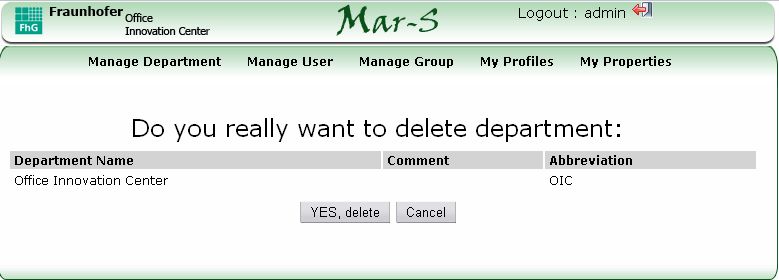 FhG
Fraunhofer Office
Innovation Center
Mar-S
Logout : admin
Manage Department Manage User Manage Group My Profiles My Properties
Do you really want to delete department:
Department Name Comment Abbreviation
Office Innovation Center OIC
YES, delete Cancel